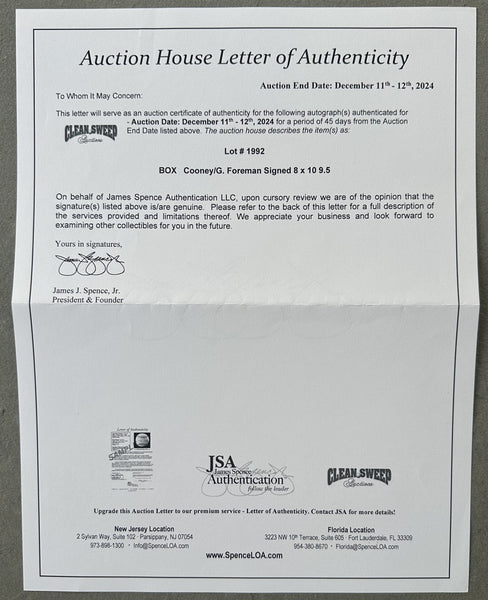 Auction House Letter of Authenticity
Auction End Date: December 11th - 12th, 2024
To Whom It May Concern:
This letter will serve as an auction certificate of authenticity for the following autograph(s) authenticated for
- Auction Date: December 11th - 12th, 2024 for a period of 45 days from the Auction
CLEAN SWEEP
Auctions
End Date listed above. The auction house describes the item(s) as:
Lot # 1992
BOX Cooney/G. Foreman Signed 8 x 10 9.5
On behalf of James Spence Authentication LLC, upon cursory review we are of the opinion that the
signature(s) listed above is/are genuine. Please refer to the back of this letter for a full description of
the services provided and limitations thereof. We appreciate your business and look forward to
examining other collectibles for you in the future.
Yours in signatures,
James J. Spence, Jr.
President & Founder
Letter of Authenticity
SAMPLE
JSA
James Spence
Authentication
follow the leader
CLEAN SWEEP
Auctions
Upgrade this Auction Letter to our premium service - Letter of Authenticity. Contact JSA for more details!
New Jersey Location
2 Sylvan Way, Suite 102 · Parsippany, NJ 07054
973-898-1300 · Info@SpenceLOA.com
Florida Location
3223 NW 10th Terrace, Suite 605 · Fort Lauderdale, FL 33309
954-380-8670 · Florida@SpenceLOA.com
www.SpenceLOA.com